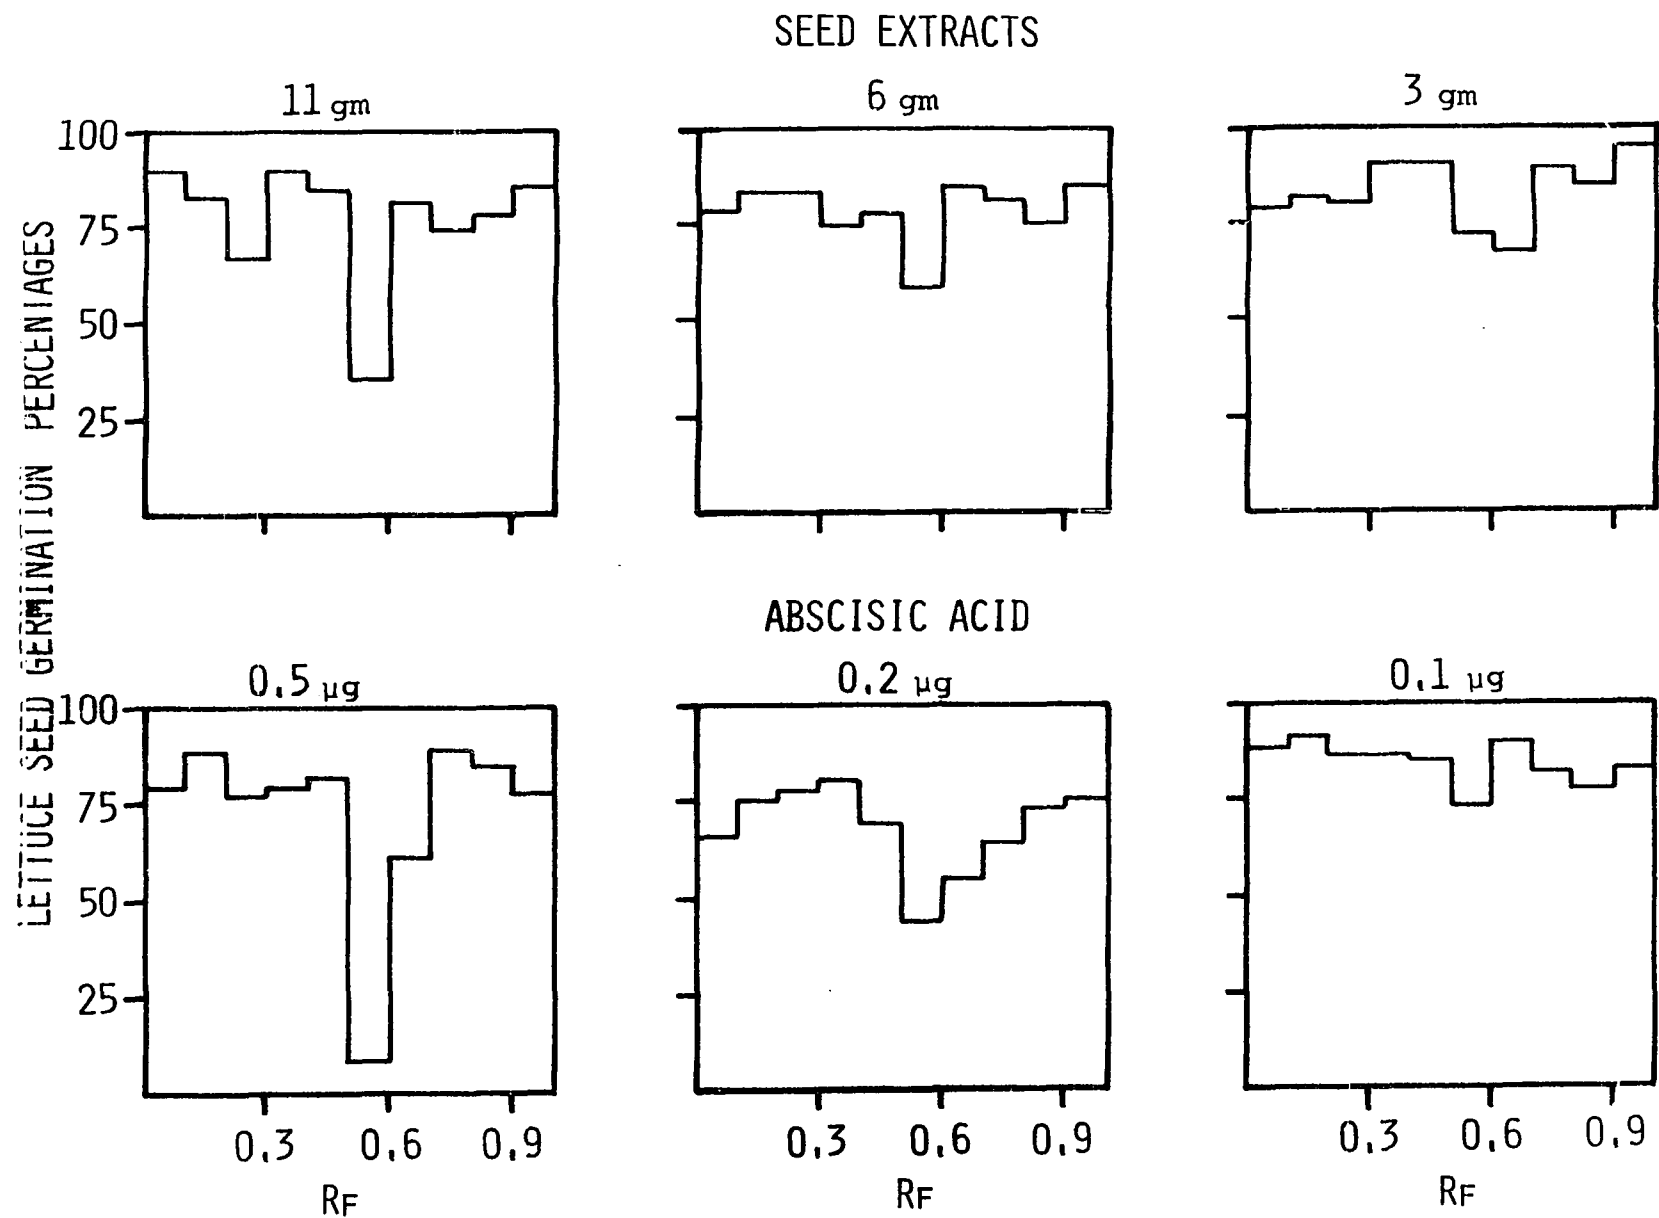 SEED EXTRACTS
11 gm
6 gm
3 gm
100
75
50
25
LETTUCE SEED GERMINATION PERCENTAGES
ABSCISIC ACID
0.5 µg
0.2 µg
0.1 µg
100
75
50
25
0.3 0.6 0.9
0.3 0.6 0.9
0.3 0.6 0.9
RF
RF
RF